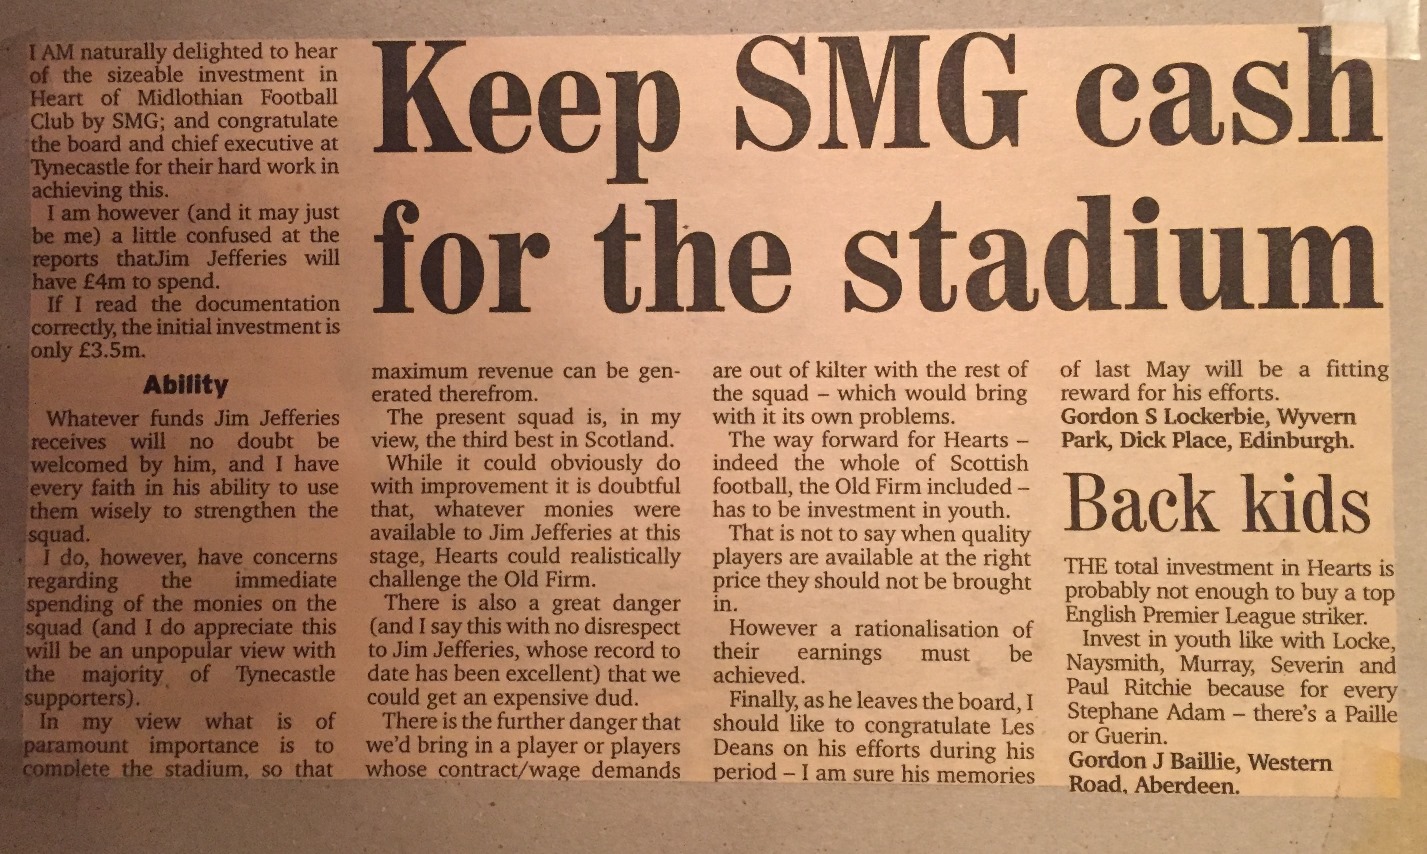 Keep SMG cash
for the stadium
I AM naturally delighted to hear
of the sizeable investment in
Heart of Midlothian Football
Club by SMG; and congratulate
the board and chief executive at
Tynecastle for their hard work in
achieving this.
I am however (and it may just
be me) a little confused at the
reports thatJim Jefferies will
have £4m to spend.
If I read the documentation
correctly, the initial investment is
only £3.5m.
Ability
Whatever funds Jim Jefferies
receives will no doubt be
welcomed by him, and I have
every faith in his ability to use
them wisely to strengthen the
squad.
I do, however, have concerns
regarding the immediate
spending of the monies on the
squad (and I do appreciate this
will be an unpopular view with
the majority of Tynecastle
supporters).
In my view what is of
paramount importance is to
complete the stadium, so that
maximum revenue can be gen-
erated therefrom.
The present squad is, in my
view, the third best in Scotland.
While it could obviously do
with improvement it is doubtful
that, whatever monies were
available to Jim Jefferies at this
stage, Hearts could realistically
challenge the Old Firm.
There is also a great danger
(and I say this with no disrespect
to Jim Jefferies, whose record to
date has been excellent) that we
could get an expensive dud.
There is the further danger that
we'd bring in a player or players
whose contract/wage demands
are out of kilter with the rest of
the squad – which would bring
with it its own problems.
The way forward for Hearts –
indeed the whole of Scottish
football, the Old Firm included –
has to be investment in youth.
That is not to say when quality
players are available at the right
price they should not be brought
in.
However a rationalisation of
their earnings must be
achieved.
Finally, as he leaves the board, I
should like to congratulate Les
Deans on his efforts during his
period – I am sure his memories
of last May will be a fitting
reward for his efforts.
Gordon S Lockerbie, Wyvern
Park, Dick Place, Edinburgh.
Back kids
THE total investment in Hearts is
probably not enough to buy a top
English Premier League striker.
Invest in youth like with Locke,
Naysmith, Murray, Severin and
Paul Ritchie because for every
Stephane Adam – there's a Paille
or Guerin.
Gordon J Baillie, Western
Road, Aberdeen.